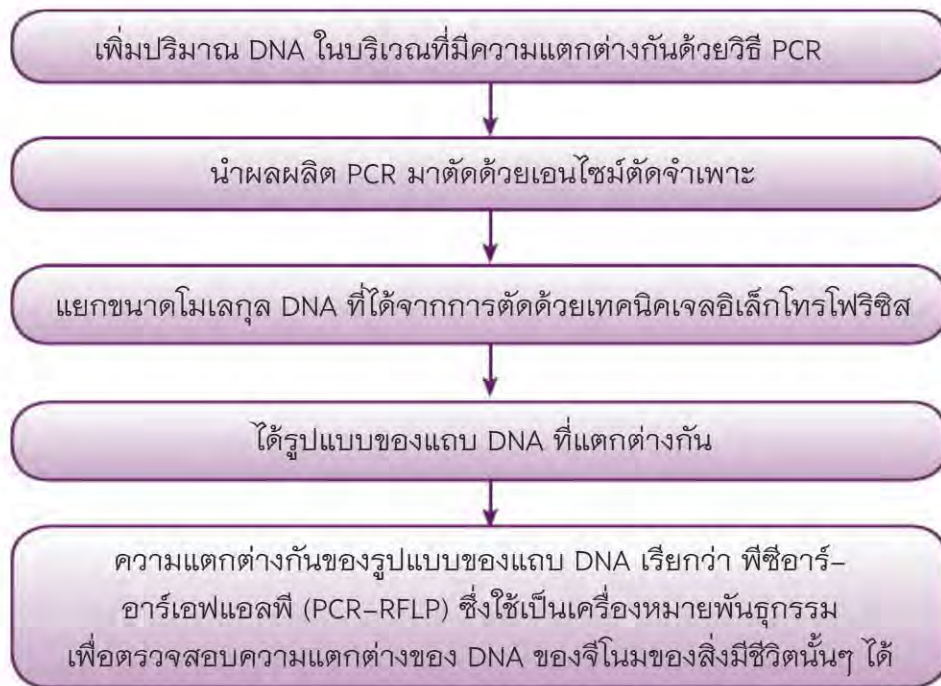 เพิ่มปริมาณ DNA ในบริเวณที่มีความแตกต่างกันด้วยวิธี PCR
นำผลผลิต PCR มาตัดด้วยเอนไซม์ตัดจำเพาะ
แยกขนาดโมเลกุล DNA ที่ได้จากการตัดด้วยเทคนิคเจลอิเล็กโทรโฟริซิส
ได้รูปแบบของแถบ DNA ที่แตกต่างกัน
ความแตกต่างกันของรูปแบบของแถบ DNA เรียกว่า พีซีอาร์–
อาร์เอฟแอลพี (PCR–RFLP) ซึ่งใช้เป็นเครื่องหมายพันธุกรรม
เพื่อตรวจสอบความแตกต่างของ DNA ของจีโนมของสิ่งมีชีวิตนั้นๆ ได้